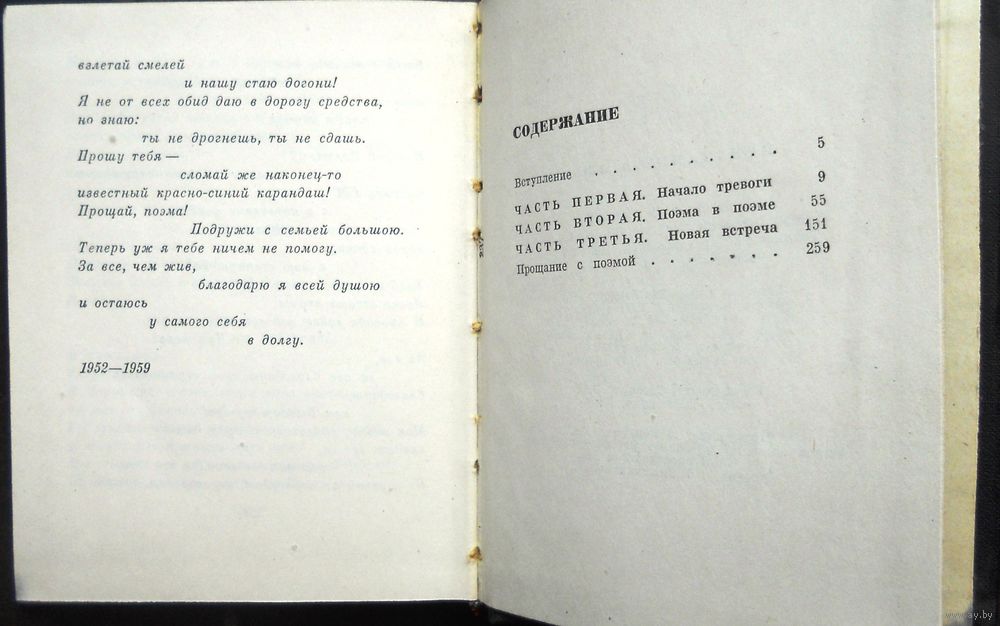 взлетай смелей
и нашу стаю догони!
Я не от всех обид даю в дорогу средства,
но знаю:
ты не дрогнешь, ты не сдашь.
Прошу тебя —
сломай же наконец-то
известный красно-синий карандаш!
Прощай, поэма!
Подружи с семьей большою.
Теперь уж я тебе ничем не помогу.
За все, чем жив,
благодарю я всей душою
и остаюсь
у самого себя
в долгу.
1952—1959
СОДЕРЖАНИЕ
Вступление . . . . . . . . 5
ЧАСТЬ ПЕРВАЯ. Начало тревоги 9
ЧАСТЬ ВТОРАЯ. Поэма в поэме 55
ЧАСТЬ ТРЕТЬЯ. Новая встреча 151
Прощание с поэмой . . . . . . 259
www.ay.by